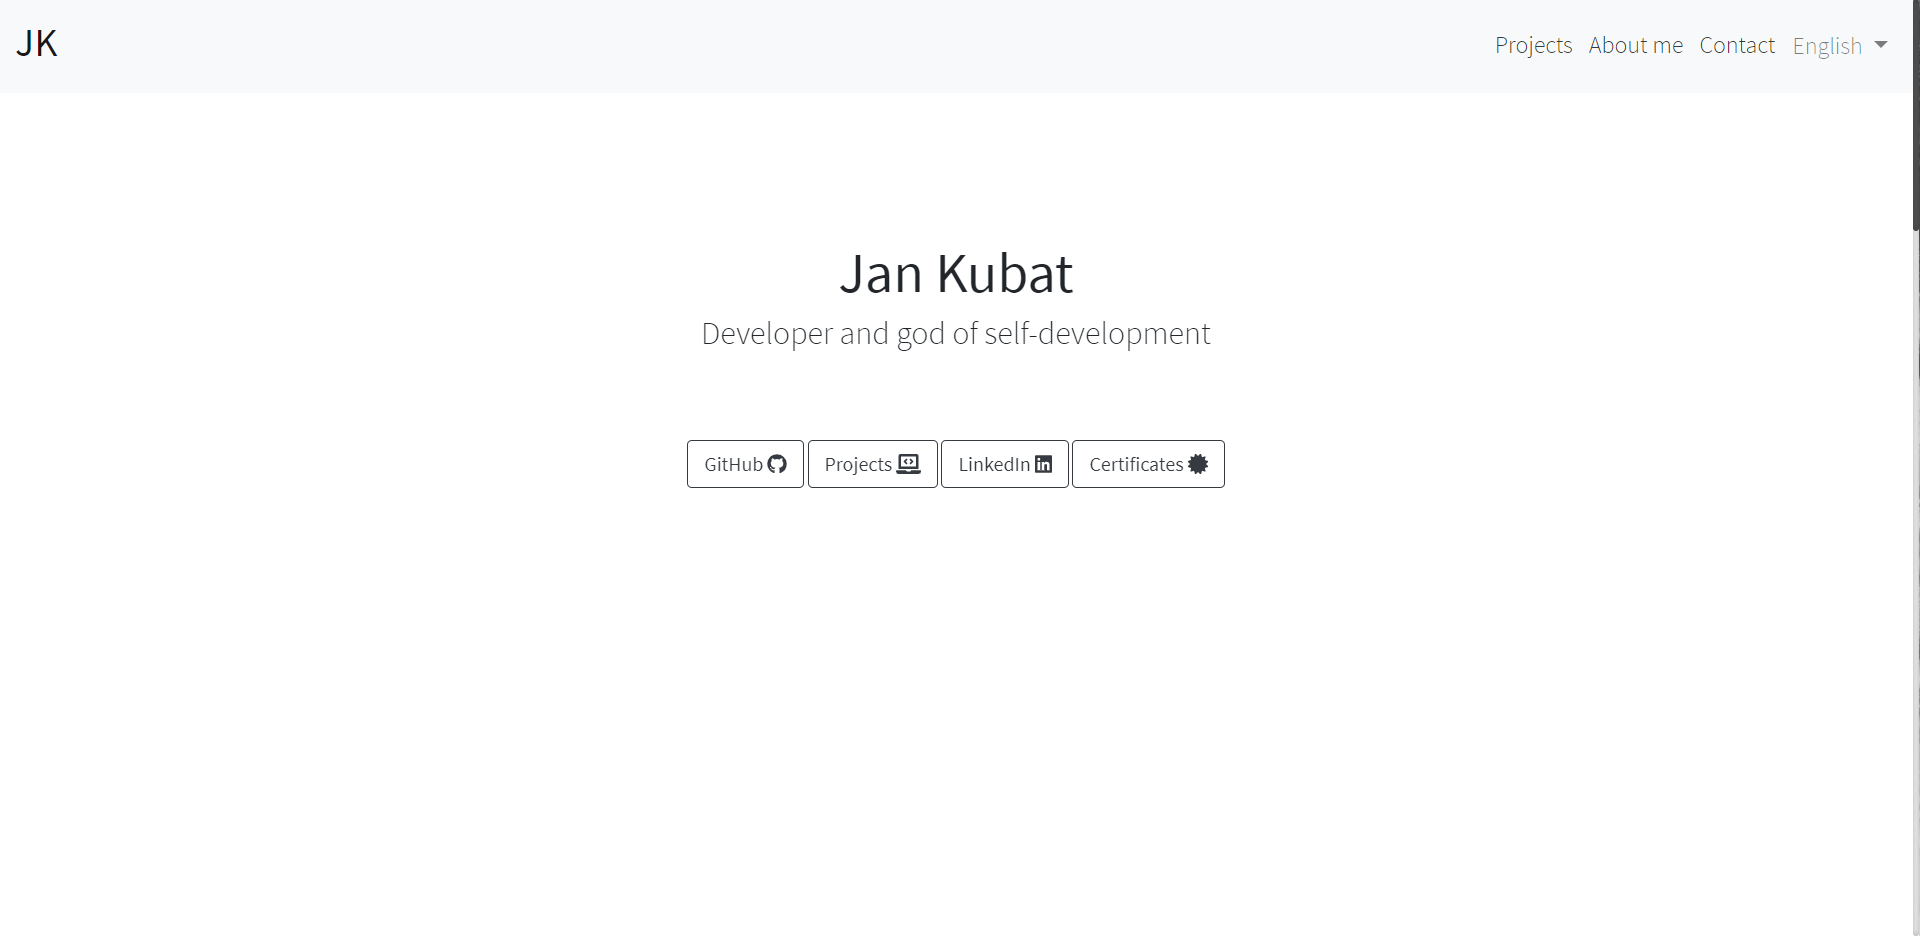 JK
Projects About me Contact English
Jan Kubat
Developer and god of self-development
GitHub Projects LinkedIn Certificates